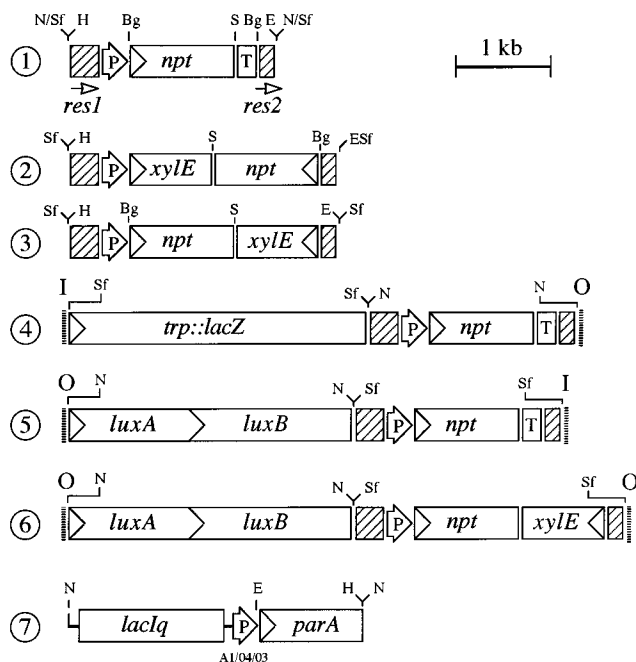 N/Sf H Bg S Bg E N/Sf
1 P npt T 1 kb
res1 res2
Sf H S Bg ESf
2 P xylE npt
Sf H Bg S E Sf
3 P npt xylE
I Sf Sf N N O
4 trp::lacZ P npt T
O N N Sf Sf I
5 luxA luxB P npt T
O N N Sf Sf O
6 luxA luxB P npt xylE
N E H N
7 lacIq P parA
A1/04/03